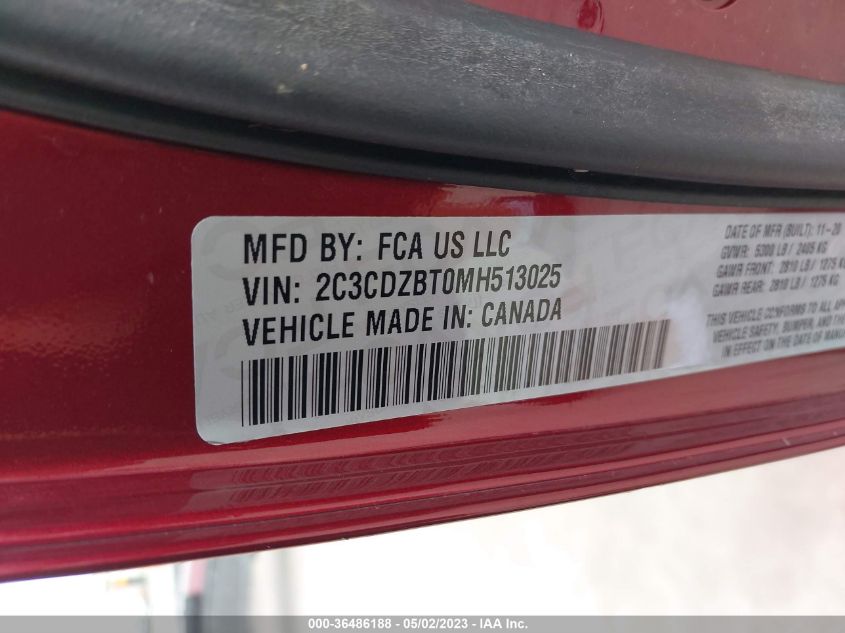 MFD BY: FCA US LLC
VIN: 2C3CDZBT0MH513025
VEHICLE MADE IN: CANADA
DATE OF MFR (BUILT): 11-20
GVWR: 5300 LB / 2405 KG
GAWR FRONT: 2810 LB / 1275 KG
GAWR REAR: 2810 LB / 1275 KG
THIS VEHICLE CONFORMS TO ALL APP
VEHICLE SAFETY, BUMPER, AND THE
IN EFFECT ON THE DATE OF MANU
000-36486188 - 05/02/2023 - IAA Inc.